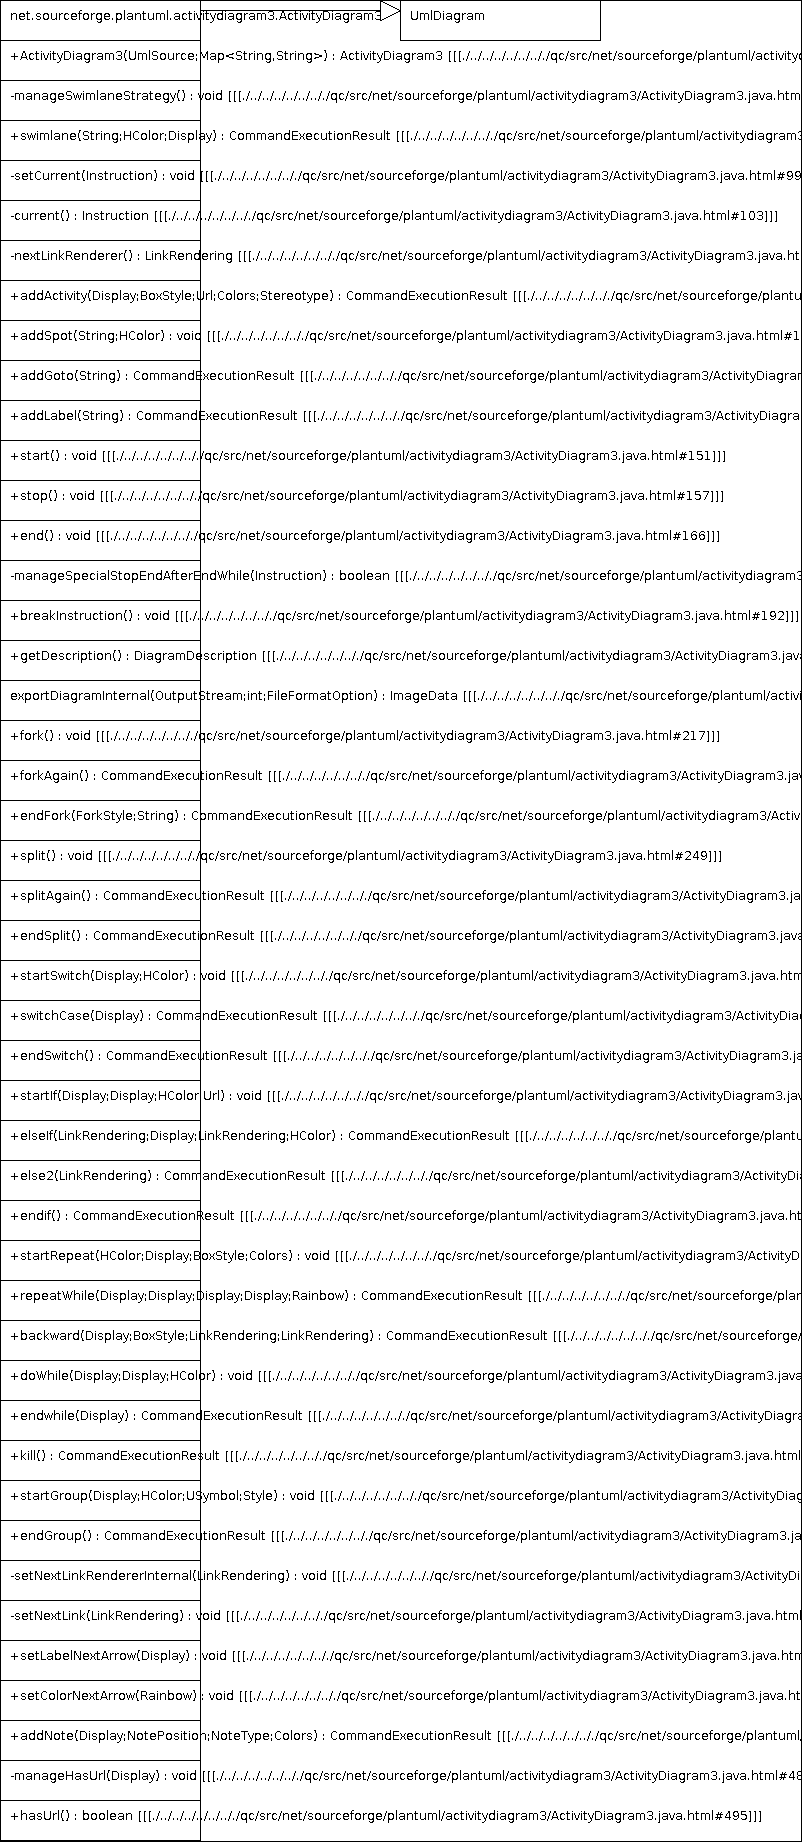 net.sourceforge.plantuml.activitydiagram3.ActivityDiagram3 UmlDiagram
+ActivityDiagram3(UmlSource;Map<String,String>) : ActivityDiagram3 [[[./../../../../../../qc/src/net/sourceforge/plantuml/activity
-manageSwimlaneStrategy() : void [[[./../../../../../../qc/src/net/sourceforge/plantuml/activitydiagram3/ActivityDiagram3.java.htm
+swimlane(String;HColor;Display) : CommandExecutionResult [[[./../../../../../../qc/src/net/sourceforge/plantuml/activitydiagram3
-setCurrent(Instruction) : void [[[./../../../../../../qc/src/net/sourceforge/plantuml/activitydiagram3/ActivityDiagram3.java.html#99
-current() : Instruction [[[./../../../../../../qc/src/net/sourceforge/plantuml/activitydiagram3/ActivityDiagram3.java.html#103]]]
-nextLinkRenderer() : LinkRendering [[[./../../../../../../qc/src/net/sourceforge/plantuml/activitydiagram3/ActivityDiagram3.java.ht
+addActivity(Display;BoxStyle;Url;Colors;Stereotype) : CommandExecutionResult [[[./../../../../../../qc/src/net/sourceforge/plantu
+addSpot(String;HColor) : void [[[./../../../../../../qc/src/net/sourceforge/plantuml/activitydiagram3/ActivityDiagram3.java.html#1
+addGoto(String) : CommandExecutionResult [[[./../../../../../../qc/src/net/sourceforge/plantuml/activitydiagram3/ActivityDiagram
+addLabel(String) : CommandExecutionResult [[[./../../../../../../qc/src/net/sourceforge/plantuml/activitydiagram3/ActivityDiagra
+start() : void [[[./../../../../../../qc/src/net/sourceforge/plantuml/activitydiagram3/ActivityDiagram3.java.html#151]]]
+stop() : void [[[./../../../../../../qc/src/net/sourceforge/plantuml/activitydiagram3/ActivityDiagram3.java.html#157]]]
+end() : void [[[./../../../../../../qc/src/net/sourceforge/plantuml/activitydiagram3/ActivityDiagram3.java.html#166]]]
-manageSpecialStopEndAfterEndWhile(Instruction) : boolean [[[./../../../../../../qc/src/net/sourceforge/plantuml/activitydiagram3
+breakInstruction() : void [[[./../../../../../../qc/src/net/sourceforge/plantuml/activitydiagram3/ActivityDiagram3.java.html#192]]]
+getDescription() : DiagramDescription [[[./../../../../../../qc/src/net/sourceforge/plantuml/activitydiagram3/ActivityDiagram3.java
exportDiagramInternal(OutputStream;int;FileFormatOption) : ImageData [[[./../../../../../../qc/src/net/sourceforge/plantuml/activi
+fork() : void [[[./../../../../../../qc/src/net/sourceforge/plantuml/activitydiagram3/ActivityDiagram3.java.html#217]]]
+forkAgain() : CommandExecutionResult [[[./../../../../../../qc/src/net/sourceforge/plantuml/activitydiagram3/ActivityDiagram3.jav
+endFork(ForkStyle;String) : CommandExecutionResult [[[./../../../../../../qc/src/net/sourceforge/plantuml/activitydiagram3/Activ
+split() : void [[[./../../../../../../qc/src/net/sourceforge/plantuml/activitydiagram3/ActivityDiagram3.java.html#249]]]
+splitAgain() : CommandExecutionResult [[[./../../../../../../qc/src/net/sourceforge/plantuml/activitydiagram3/ActivityDiagram3.ja
+endSplit() : CommandExecutionResult [[[./../../../../../../qc/src/net/sourceforge/plantuml/activitydiagram3/ActivityDiagram3.java
+startSwitch(Display;HColor) : void [[[./../../../../../../qc/src/net/sourceforge/plantuml/activitydiagram3/ActivityDiagram3.java.htm
+switchCase(Display) : CommandExecutionResult [[[./../../../../../../qc/src/net/sourceforge/plantuml/activitydiagram3/ActivityDiag
+endSwitch() : CommandExecutionResult [[[./../../../../../../qc/src/net/sourceforge/plantuml/activitydiagram3/ActivityDiagram3.ja
+startIf(Display;Display;HColor;Url) : void [[[./../../../../../../qc/src/net/sourceforge/plantuml/activitydiagram3/ActivityDiagram3.jav
+elseIf(LinkRendering;Display;LinkRendering;HColor) : CommandExecutionResult [[[./../../../../../../qc/src/net/sourceforge/plantu
+else2(LinkRendering) : CommandExecutionResult [[[./../../../../../../qc/src/net/sourceforge/plantuml/activitydiagram3/ActivityDi
+endif() : CommandExecutionResult [[[./../../../../../../qc/src/net/sourceforge/plantuml/activitydiagram3/ActivityDiagram3.java.ht
+startRepeat(HColor;Display;BoxStyle;Colors) : void [[[./../../../../../../qc/src/net/sourceforge/plantuml/activitydiagram3/ActivityD
+repeatWhile(Display;Display;Display;Display;Rainbow) : CommandExecutionResult [[[./../../../../../../qc/src/net/sourceforge/plan
+backward(Display;BoxStyle;LinkRendering;LinkRendering) : CommandExecutionResult [[[./../../../../../../qc/src/net/sourceforge/
+doWhile(Display;Display;HColor) : void [[[./../../../../../../qc/src/net/sourceforge/plantuml/activitydiagram3/ActivityDiagram3.java
+endwhile(Display) : CommandExecutionResult [[[./../../../../../../qc/src/net/sourceforge/plantuml/activitydiagram3/ActivityDiagra
+kill() : CommandExecutionResult [[[./../../../../../../qc/src/net/sourceforge/plantuml/activitydiagram3/ActivityDiagram3.java.html
+startGroup(Display;HColor;USymbol;Style) : void [[[./../../../../../../qc/src/net/sourceforge/plantuml/activitydiagram3/ActivityDiag
+endGroup() : CommandExecutionResult [[[./../../../../../../qc/src/net/sourceforge/plantuml/activitydiagram3/ActivityDiagram3.ja
-setNextLinkRendererInternal(LinkRendering) : void [[[./../../../../../../qc/src/net/sourceforge/plantuml/activitydiagram3/ActivityDi
-setNextLink(LinkRendering) : void [[[./../../../../../../qc/src/net/sourceforge/plantuml/activitydiagram3/ActivityDiagram3.java.html
+setLabelNextArrow(Display) : void [[[./../../../../../../qc/src/net/sourceforge/plantuml/activitydiagram3/ActivityDiagram3.java.htm
+setColorNextArrow(Rainbow) : void [[[./../../../../../../qc/src/net/sourceforge/plantuml/activitydiagram3/ActivityDiagram3.java.ht
+addNote(Display;NotePosition;NoteType;Colors) : CommandExecutionResult [[[./../../../../../../qc/src/net/sourceforge/plantuml
-manageHasUrl(Display) : void [[[./../../../../../../qc/src/net/sourceforge/plantuml/activitydiagram3/ActivityDiagram3.java.html#48
+hasUrl() : boolean [[[./../../../../../../qc/src/net/sourceforge/plantuml/activitydiagram3/ActivityDiagram3.java.html#495]]]